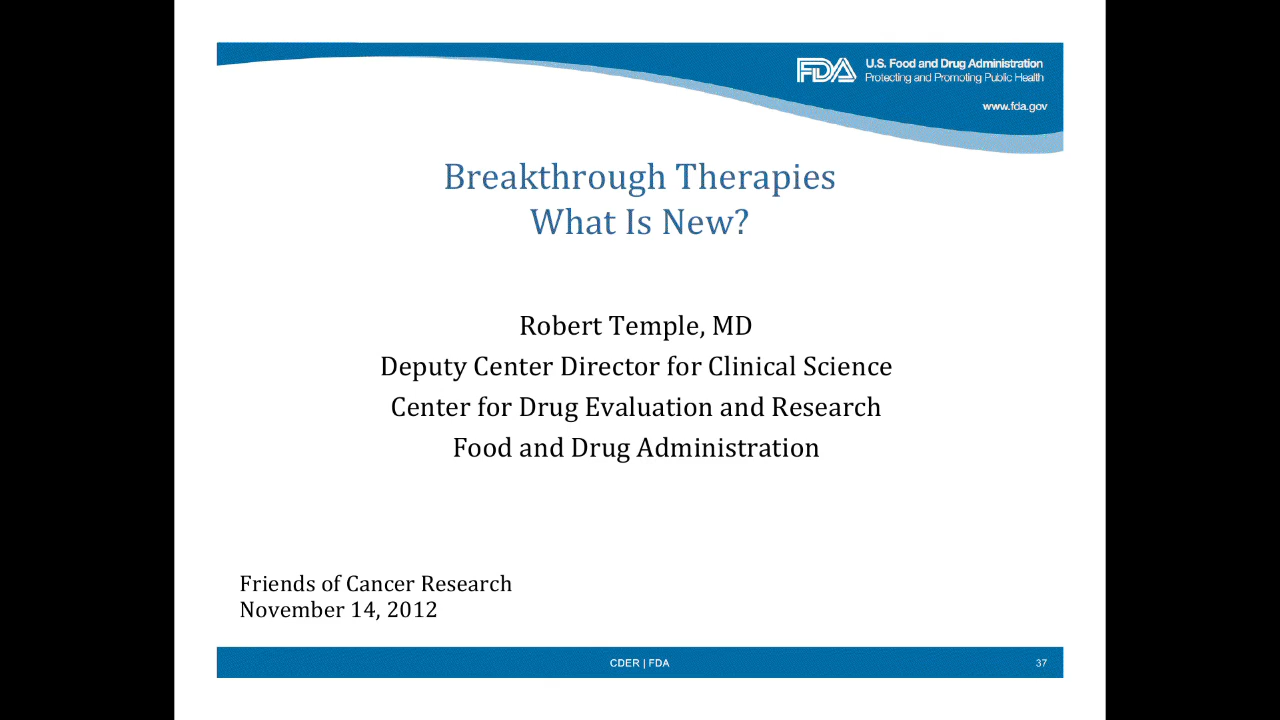 FDA U.S. Food and Drug Administration
Protecting and Promoting Public Health
www.fda.gov
Breakthrough Therapies
What Is New?
Robert Temple, MD
Deputy Center Director for Clinical Science
Center for Drug Evaluation and Research
Food and Drug Administration
Friends of Cancer Research
November 14, 2012
CDER | FDA
37